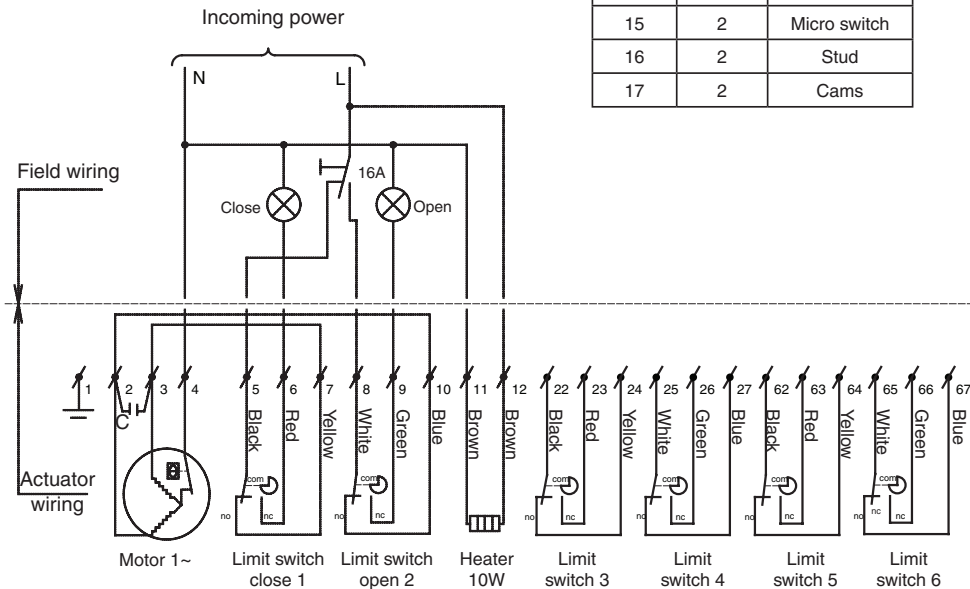 Incoming power
15 2 Micro switch
16 2 Stud
17 2 Cams
N L
Field wiring
16A
Close Open
1 2 3 4 5 6 7 8 9 10 11 12 22 23 24 25 26 27 62 63 64 65 66 67
C
Black Red Yellow White Green Blue Brown Brown Black Red Yellow White Green Blue Black Red Yellow White Green Blue
Actuator
wiring
com com com com com com
no nc no nc no nc no nc no nc no nc
Motor 1~
Limit switch
close 1
Limit switch
open 2
Heater
10W
Limit
switch 3
Limit
switch 4
Limit
switch 5
Limit
switch 6